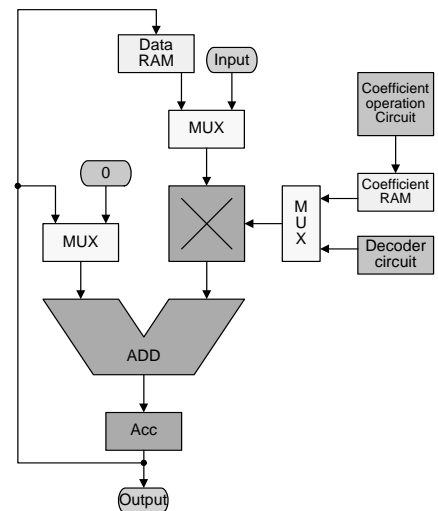 Data
RAM
Input
Coefficient
operation
Circuit
MUX
0
Coefficient
RAM
M
U
X
MUX
Decoder
circuit
ADD
Acc
Output